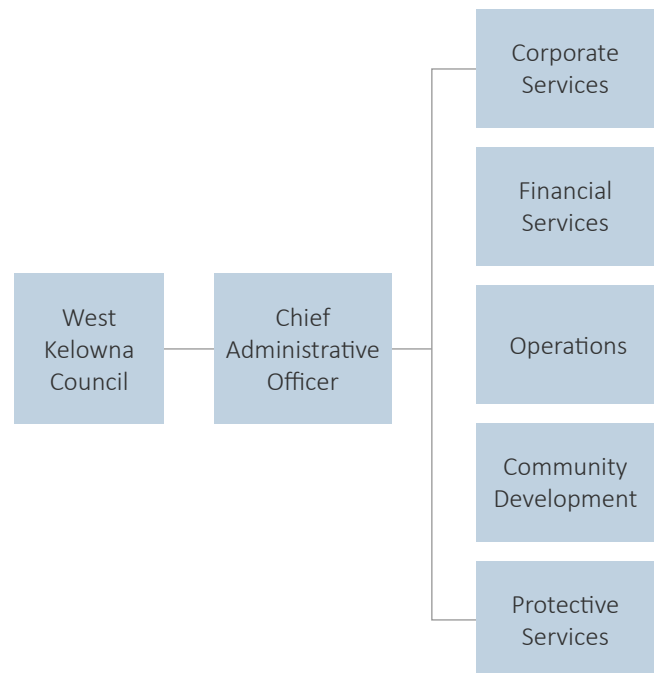 Corporate
Services
Financial
Services
West
Kelowna
Council
Chief
Administrative
Officer
Operations
Community
Development
Protective
Services